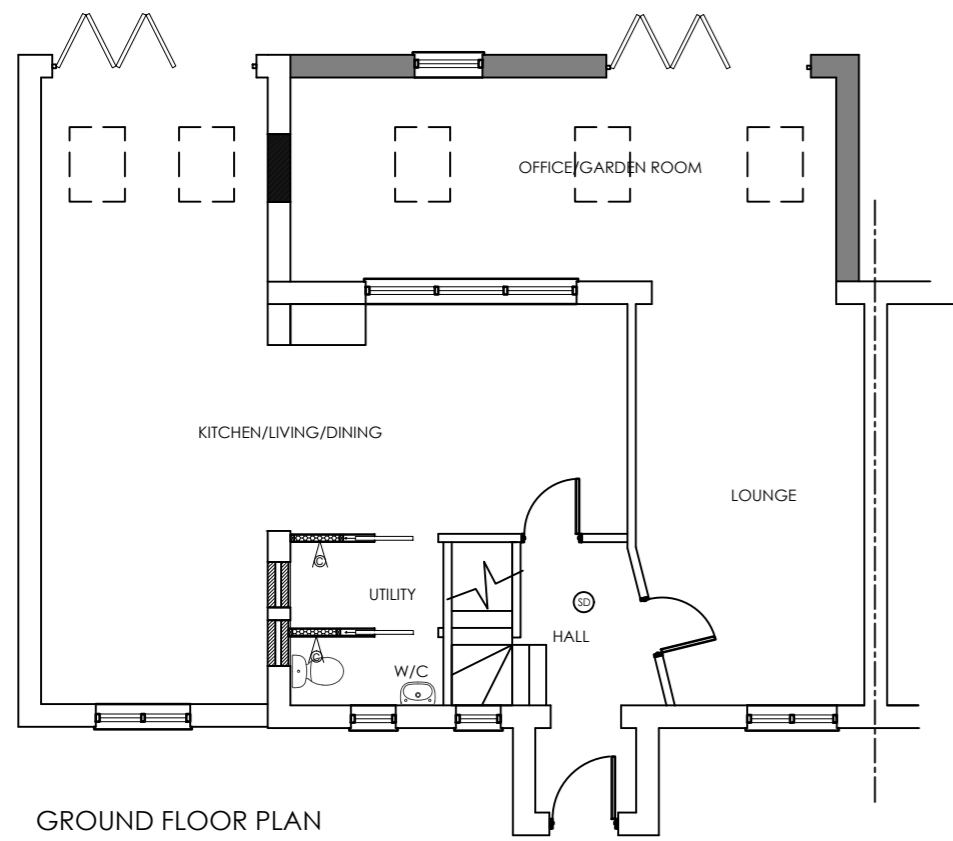 OFFICE/GARDEN ROOM
KITCHEN/LIVING/DINING
LOUNGE
UTILITY
SD
HALL
C
C
W/C
GROUND FLOOR PLAN